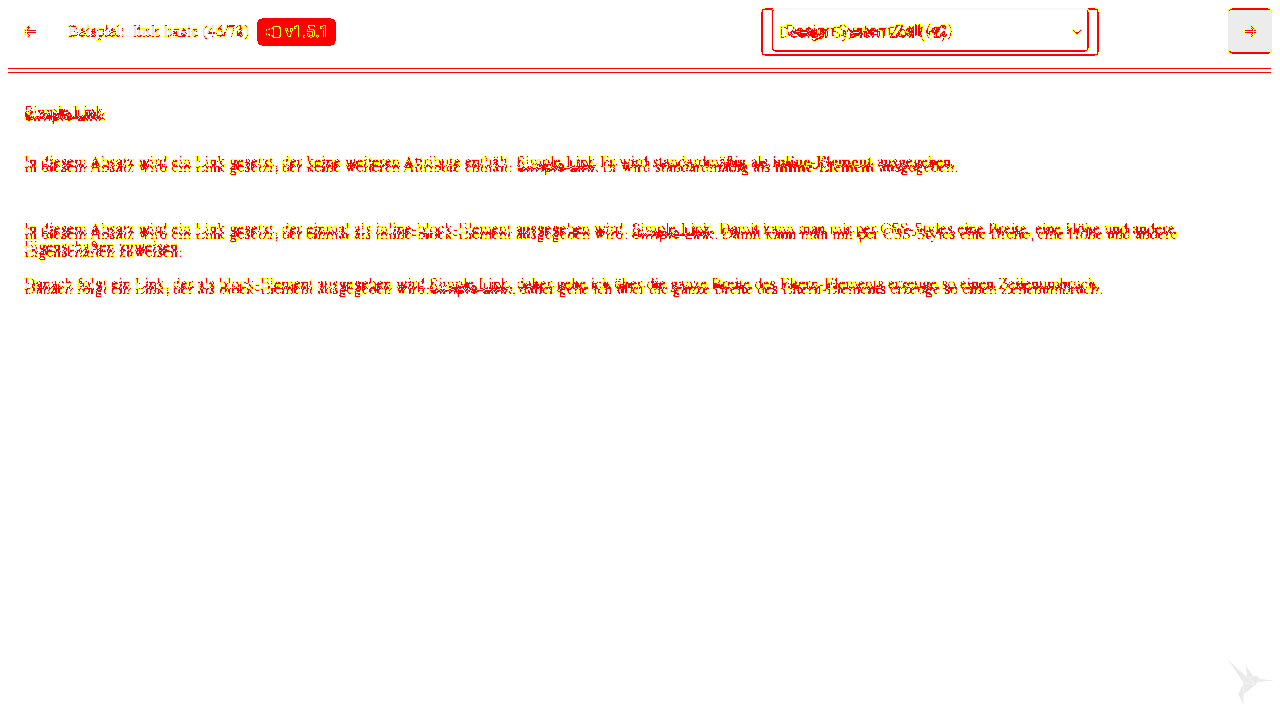 Beispiel: link basic (46/78) v1.5.1
Design System Zoll (v2)
Simple Link
In diesem Absatz wird ein Link gesetzt, der keine weiteren Attribute enthält. Simple Link. Er wird standardmäßig als inline-Element ausgegeben.
In diesem Absatz wird ein Link gesetzt, der einmal als inline-block-Element ausgegeben wird. Simple Link. Damit kann man mit per CSS-Styles eine Breite, eine Höhe und andere
Eigenschaften zuweisen.
Danach folgt ein Link, der als block-Element ausgegeben wird. Simple Link, daher gehe ich über die ganze Breite des Eltern-Elements erzeuge so einen Zeilenumbruch.